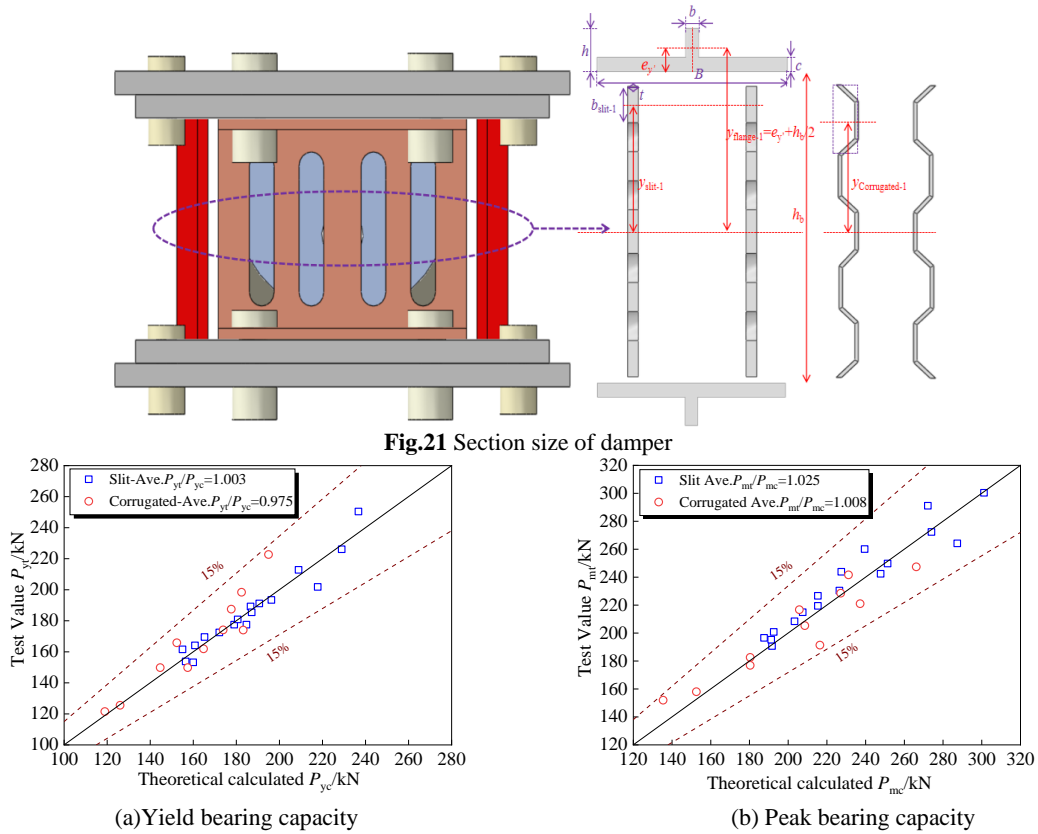 b
h
e_y'
c
B
t
b_slit-1
y_flange-1=e_y'+h_b/2
y_slit-1
y_Corrugated-1
h_b
Fig.21 Section size of damper
Slit-Ave.P_yt/P_yc=1.003
Corrugated-Ave.P_yt/P_yc=0.975
15%
15%
280
260
240
220
200
180
160
140
120
100
Test Value P_yt/kN
100 120 140 160 180 200 220 240 260 280
Theoretical calculated P_yc/kN
(a)Yield bearing capacity
Slit Ave.P_mt/P_mc=1.025
Corrugated Ave.P_mt/P_mc=1.008
15%
15%
320
300
280
260
240
220
200
180
160
140
120
Test Value P_mt/kN
120 140 160 180 200 220 240 260 280 300 320
Theoretical calculated P_mc/kN
(b) Peak bearing capacity